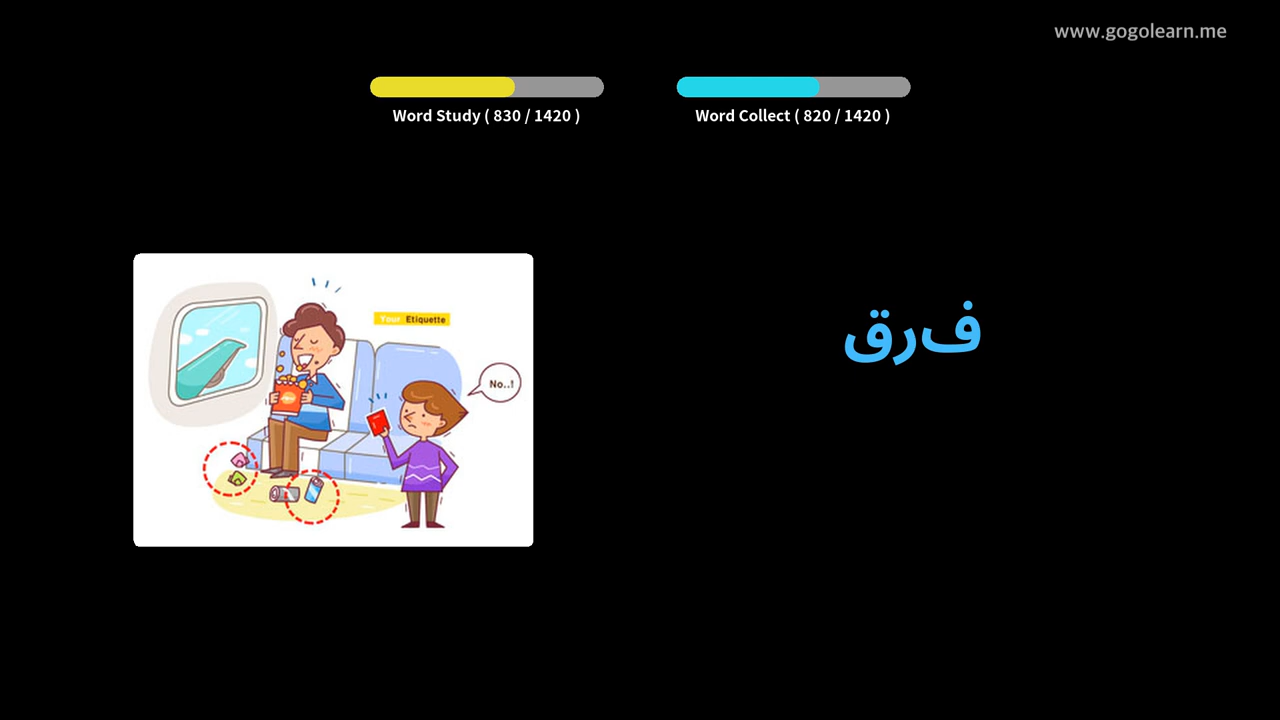 www.gogolearn.me
Word Study ( 830 / 1420 )
Word Collect ( 820 / 1420 )
Your Etiquette
No..!
فرق